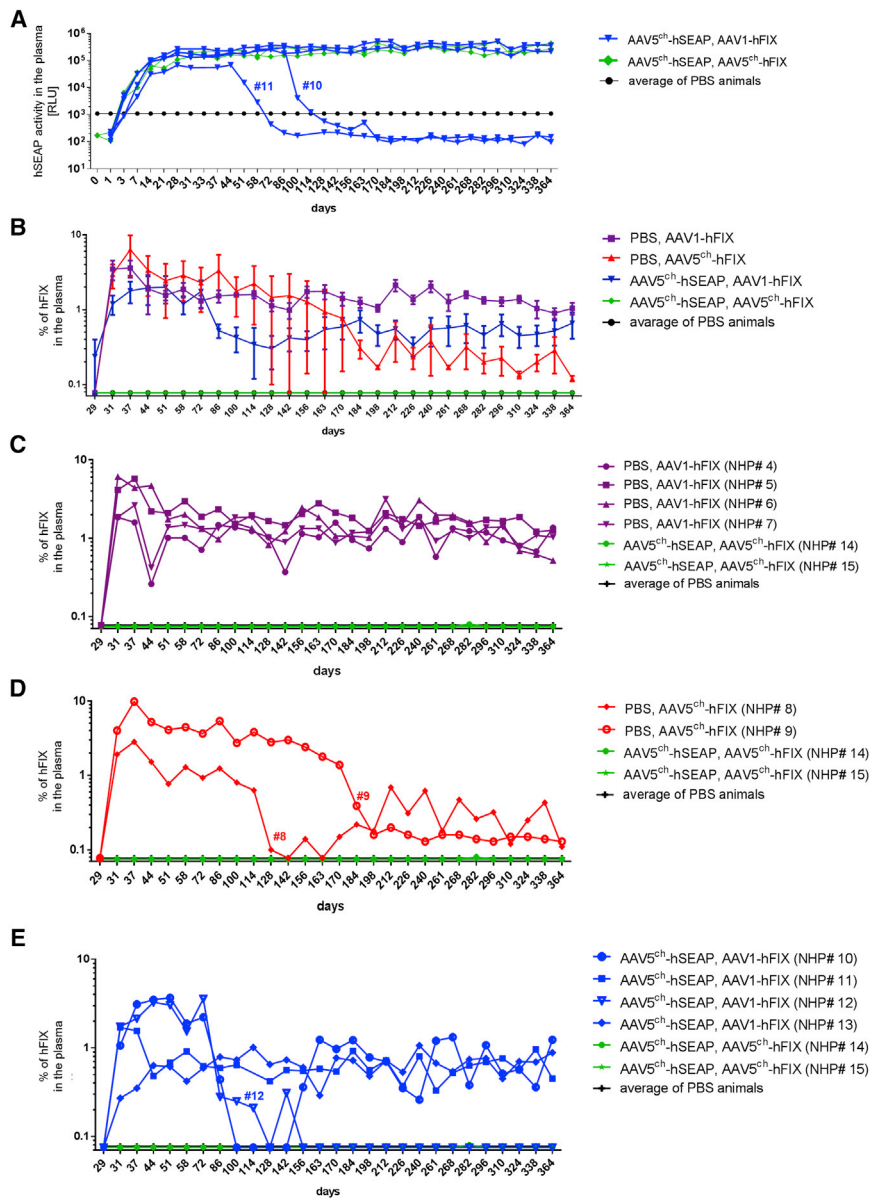 A
hSEAP activity in the plasma
[RLU]
10⁶
10⁵
10⁴
10³
10²
10¹
#11
#10
0 1 3 7 14 21 28 31 33 37 44 51 58 72 86 100 114 128 142 156 163 170 184 198 212 226 240 261 268 282 296 310 324 338 364
days
AAV5ᶜʰ-hSEAP, AAV1-hFIX
AAV5ᶜʰ-hSEAP, AAV5ᶜʰ-hFIX
average of PBS animals
B
% of hFIX
in the plasma
10
1
0.1
29 31 37 44 51 58 72 86 100 114 128 142 156 163 170 184 198 212 226 240 261 268 282 296 310 324 338 364
days
PBS, AAV1-hFIX
PBS, AAV5ᶜʰ-hFIX
AAV5ᶜʰ-hSEAP, AAV1-hFIX
AAV5ᶜʰ-hSEAP, AAV5ᶜʰ-hFIX
avarage of PBS animals
C
% of hFIX
in the plasma
10
1
0.1
29 31 37 44 51 58 72 86 100 114 128 142 156 163 170 184 198 212 226 240 261 268 282 296 310 324 338 364
days
PBS, AAV1-hFIX (NHP# 4)
PBS, AAV1-hFIX (NHP# 5)
PBS, AAV1-hFIX (NHP# 6)
PBS, AAV1-hFIX (NHP# 7)
AAV5ᶜʰ-hSEAP, AAV5ᶜʰ-hFIX (NHP# 14)
AAV5ᶜʰ-hSEAP, AAV5ᶜʰ-hFIX (NHP# 15)
average of PBS animals
D
% of hFIX
in the plasma
10
1
0.1
#8
#9
29 31 37 44 51 58 72 86 100 114 128 142 156 163 170 184 198 212 226 240 261 268 282 296 310 324 338 364
days
PBS, AAV5ᶜʰ-hFIX (NHP# 8)
PBS, AAV5ᶜʰ-hFIX (NHP# 9)
AAV5ᶜʰ-hSEAP, AAV5ᶜʰ-hFIX (NHP# 14)
AAV5ᶜʰ-hSEAP, AAV5ᶜʰ-hFIX (NHP# 15)
average of PBS animals
E
% of hFIX
in the plasma
10
1
0.1
#12
29 31 37 44 51 58 72 86 100 114 128 142 156 163 170 184 198 212 226 240 261 268 282 296 310 324 338 364
days
AAV5ᶜʰ-hSEAP, AAV1-hFIX (NHP# 10)
AAV5ᶜʰ-hSEAP, AAV1-hFIX (NHP# 11)
AAV5ᶜʰ-hSEAP, AAV1-hFIX (NHP# 12)
AAV5ᶜʰ-hSEAP, AAV1-hFIX (NHP# 13)
AAV5ᶜʰ-hSEAP, AAV5ᶜʰ-hFIX (NHP# 14)
AAV5ᶜʰ-hSEAP, AAV5ᶜʰ-hFIX (NHP# 15)
average of PBS animals